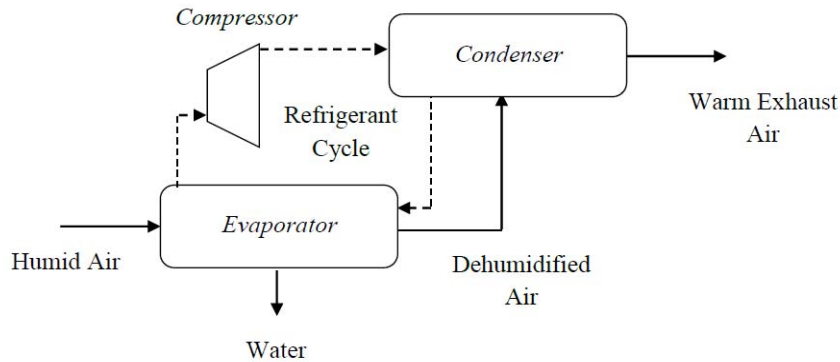 Compressor
Condenser
Warm Exhaust
Air
Refrigerant
Cycle
Evaporator
Humid Air
Dehumidified
Air
Water